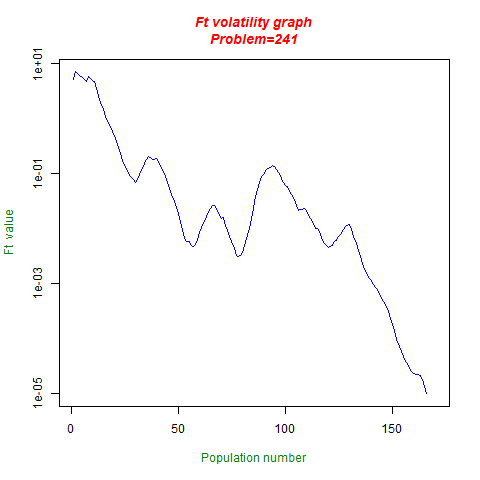 Ft volatility graph
Problem=241
1e+01
1e-01
1e-03
1e-05
Ft value
0 50 100 150
Population number